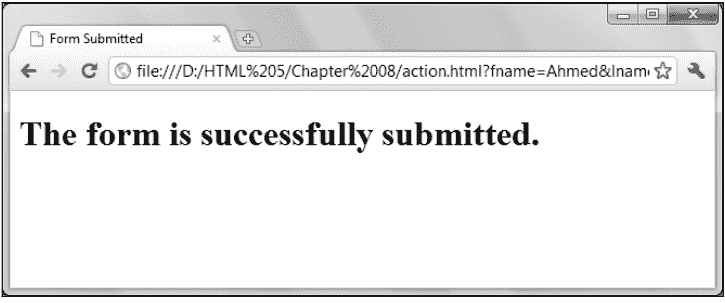 Form Submitted
file:///D:/HTML%205/Chapter%2008/action.html?fname=Ahmed&lnam
The form is successfully submitted.